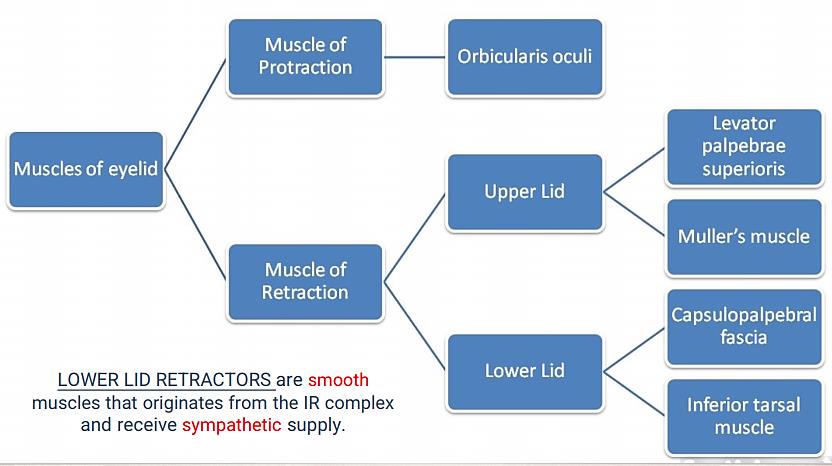 Muscle of
Protraction
Orbicularis oculi
Muscles of eyelid
Levator
palpebrae
superioris
Upper Lid
Muller's muscle
Muscle of
Retraction
Capsulopalpebral
fascia
Lower Lid
Inferior tarsal
muscle
LOWER LID RETRACTORS are smooth
muscles that originates from the IR complex
and receive sympathetic supply.